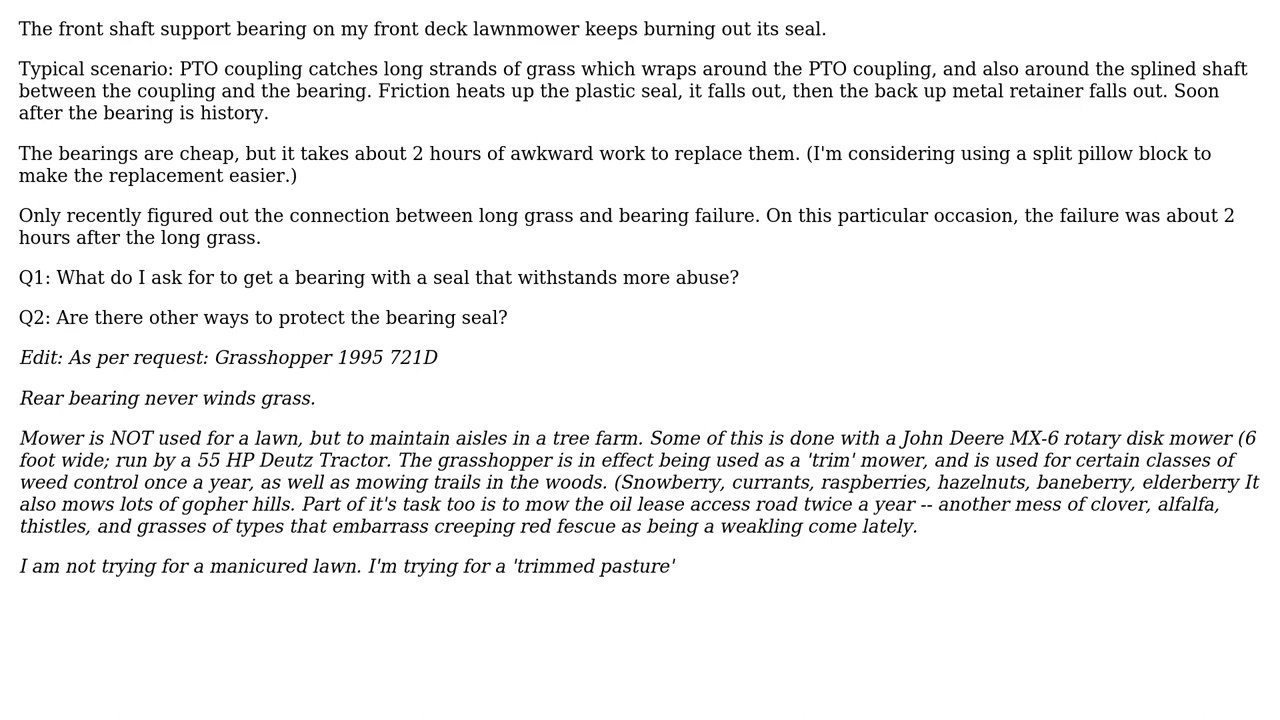 The front shaft support bearing on my front deck lawnmower keeps burning out its seal.
Typical scenario: PTO coupling catches long strands of grass which wraps around the PTO coupling, and also around the splined shaft
between the coupling and the bearing. Friction heats up the plastic seal, it falls out, then the back up metal retainer falls out. Soon
after the bearing is history.
The bearings are cheap, but it takes about 2 hours of awkward work to replace them. (I'm considering using a split pillow block to
make the replacement easier.)
Only recently figured out the connection between long grass and bearing failure. On this particular occasion, the failure was about 2
hours after the long grass.
Q1: What do I ask for to get a bearing with a seal that withstands more abuse?
Q2: Are there other ways to protect the bearing seal?
Edit: As per request: Grasshopper 1995 721D
Rear bearing never winds grass.
Mower is NOT used for a lawn, but to maintain aisles in a tree farm. Some of this is done with a John Deere MX-6 rotary disk mower (6
foot wide; run by a 55 HP Deutz Tractor. The grasshopper is in effect being used as a 'trim' mower, and is used for certain classes of
weed control once a year, as well as mowing trails in the woods. (Snowberry, currants, raspberries, hazelnuts, baneberry, elderberry It
also mows lots of gopher hills. Part of it's task too is to mow the oil lease access road twice a year -- another mess of clover, alfalfa,
thistles, and grasses of types that embarrass creeping red fescue as being a weakling come lately.
I am not trying for a manicured lawn. I'm trying for a 'trimmed pasture'